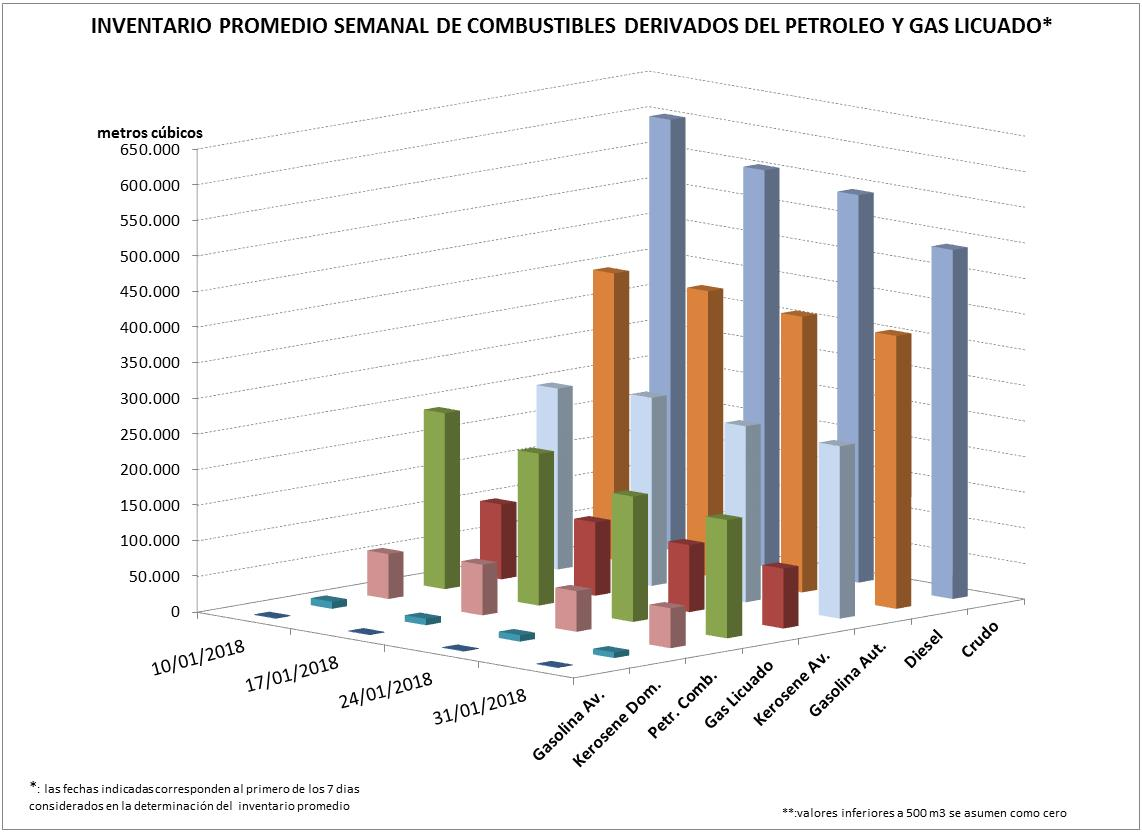 INVENTARIO PROMEDIO SEMANAL DE COMBUSTIBLES DERIVADOS DEL PETROLEO Y GAS LICUADO*
metros cúbicos
650.000
600.000
550.000
500.000
450.000
400.000
350.000
300.000
250.000
200.000
150.000
100.000
50.000
0
10/01/2018
17/01/2018
24/01/2018
31/01/2018
Gasolina Av.
Kerosene Dom.
Petr. Comb.
Gas Licuado
Kerosene Av.
Gasolina Aut.
Diesel
Crudo
*: las fechas indicadas corresponden al primero de los 7 dias
considerados en la determinación del inventario promedio
**:valores inferiores a 500 m3 se asumen como cero